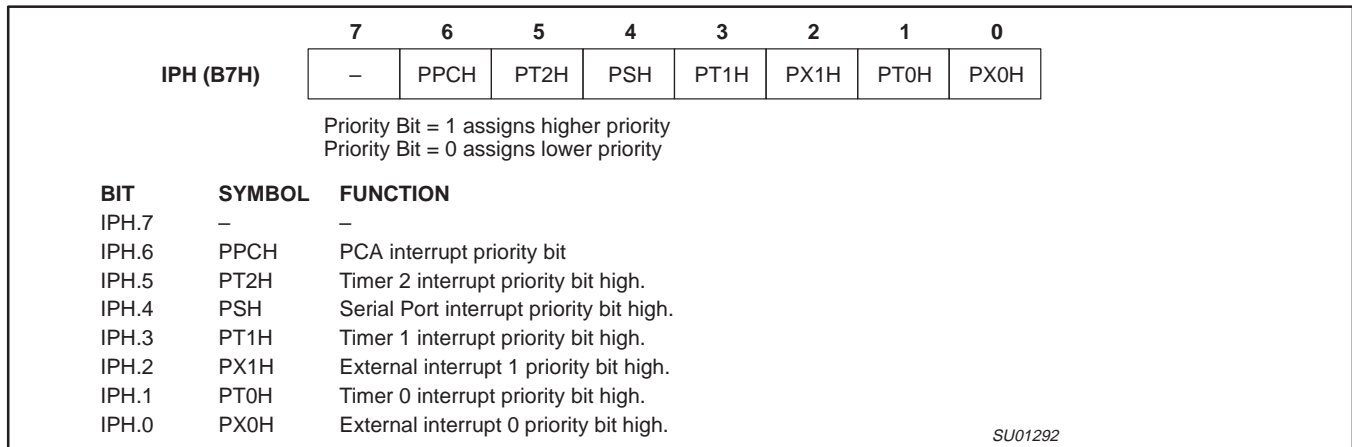 7 6 5 4 3 2 1 0
IPH (B7H) – PPCH PT2H PSH PT1H PX1H PT0H PX0H
Priority Bit = 1 assigns higher priority
Priority Bit = 0 assigns lower priority
BIT SYMBOL FUNCTION
IPH.7 – –
IPH.6 PPCH PCA interrupt priority bit
IPH.5 PT2H Timer 2 interrupt priority bit high.
IPH.4 PSH Serial Port interrupt priority bit high.
IPH.3 PT1H Timer 1 interrupt priority bit high.
IPH.2 PX1H External interrupt 1 priority bit high.
IPH.1 PT0H Timer 0 interrupt priority bit high.
IPH.0 PX0H External interrupt 0 priority bit high.
SU01292